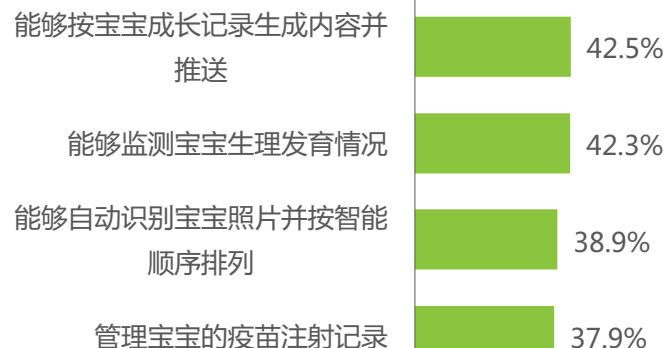 能够按宝宝成长记录生成内容并
推送
42.5%
能够监测宝宝生理发育情况
42.3%
能够自动识别宝宝照片并按智能
顺序排列
38.9%
管理宝宝的疫苗注射记录
37.9%